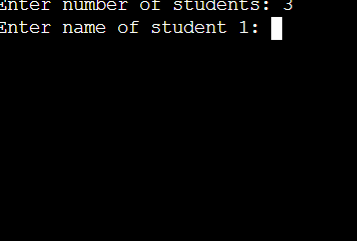 Enter number of students: 3
Enter name of student 1: